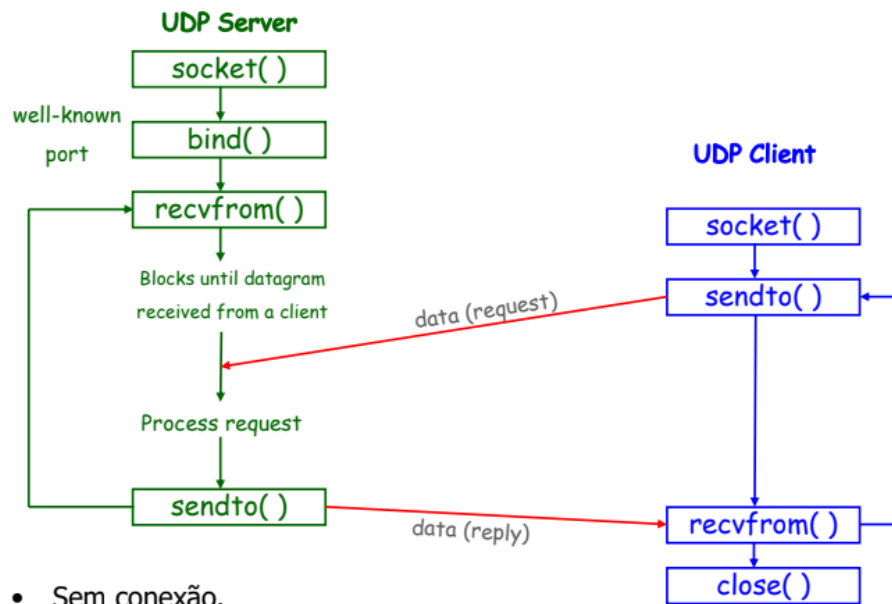 UDP Server
socket( )
well-known
port
bind( )
recvfrom( )
Blocks until datagram
received from a client
Process request
sendto( )
data (request)
data (reply)
UDP Client
socket( )
sendto( )
recvfrom( )
close( )
• Sem conexão.